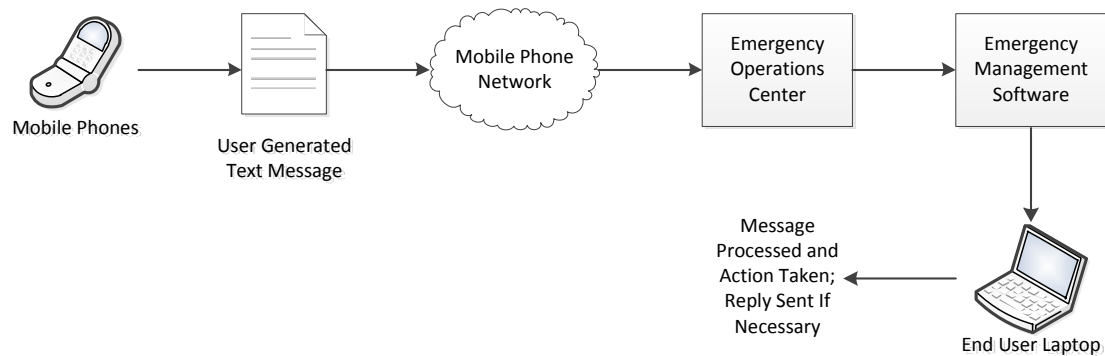 Mobile Phones
User Generated
Text Message
Mobile Phone
Network
Emergency
Operations
Center
Emergency
Management
Software
End User Laptop
Message
Processed and
Action Taken;
Reply Sent If
Necessary